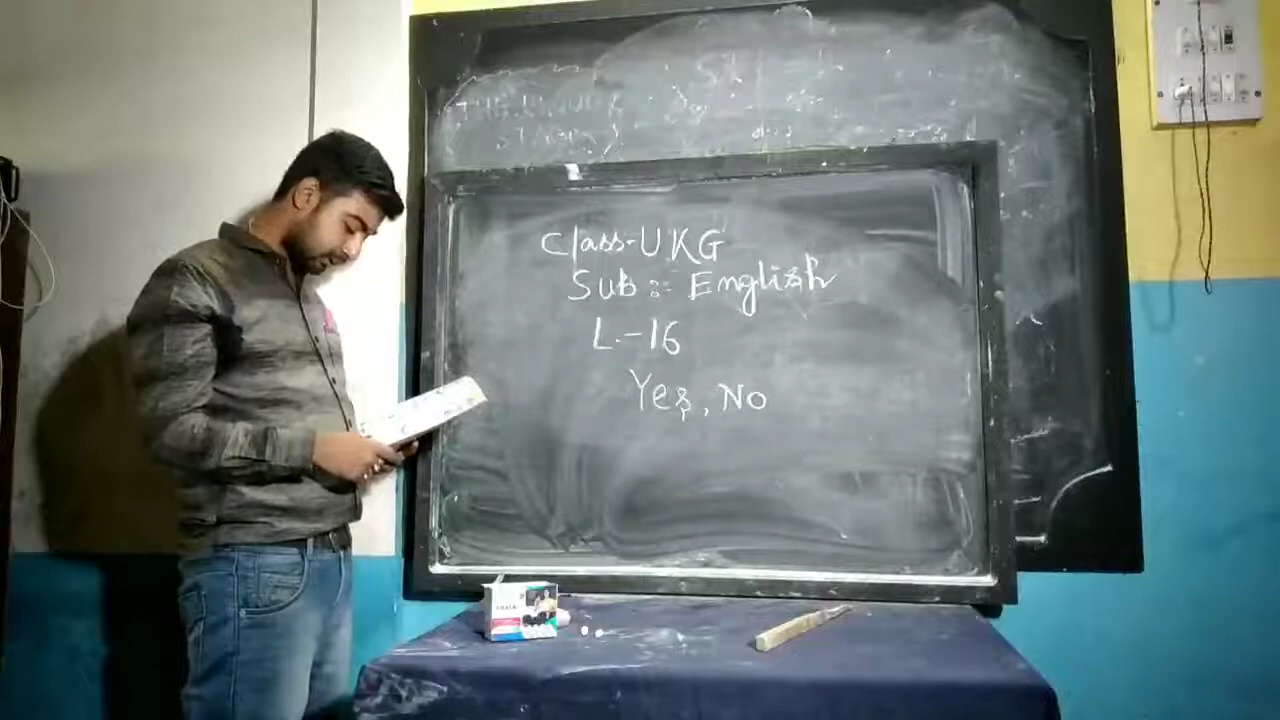 Class-UKG
Sub :- English
L.-16
Yes, No